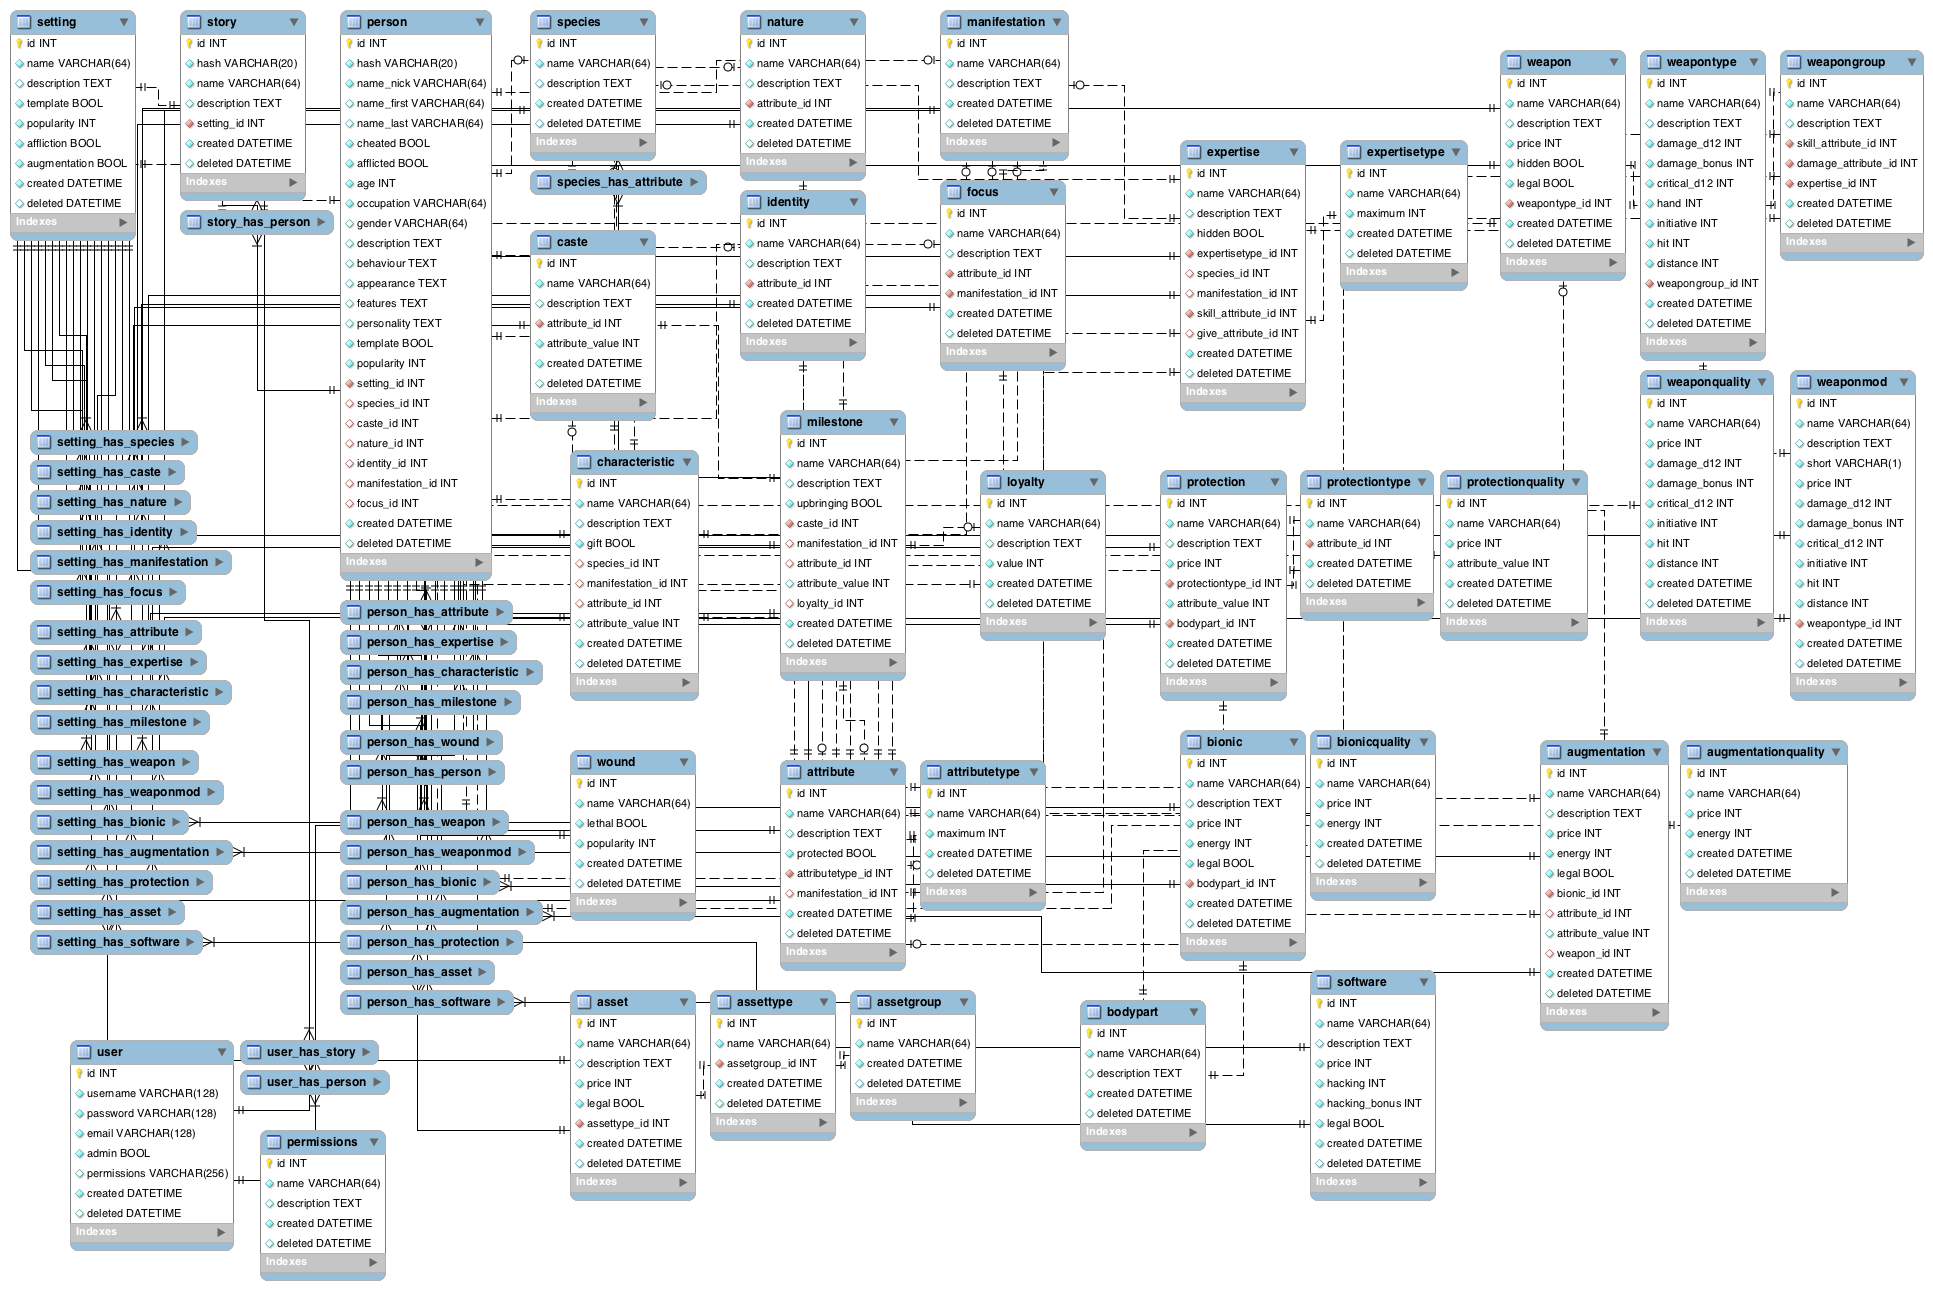 setting
id INT
name VARCHAR(64)
description TEXT
template BOOL
popularity INT
affliction BOOL
augmentation BOOL
created DATETIME
deleted DATETIME
Indexes
story
id INT
hash VARCHAR(20)
name VARCHAR(64)
description TEXT
setting_id INT
created DATETIME
deleted DATETIME
Indexes
story_has_person
person
id INT
hash VARCHAR(20)
name_nick VARCHAR(64)
name_first VARCHAR(64)
name_last VARCHAR(64)
cheated BOOL
afflicted BOOL
age INT
occupation VARCHAR(64)
gender VARCHAR(64)
description TEXT
behaviour TEXT
appearance TEXT
features TEXT
personality TEXT
template BOOL
popularity INT
setting_id INT
species_id INT
caste_id INT
nature_id INT
identity_id INT
manifestation_id INT
focus_id INT
created DATETIME
deleted DATETIME
Indexes
species
id INT
name VARCHAR(64)
description TEXT
created DATETIME
deleted DATETIME
Indexes
species_has_attribute
caste
id INT
name VARCHAR(64)
description TEXT
attribute_id INT
attribute_value INT
created DATETIME
deleted DATETIME
Indexes
nature
id INT
name VARCHAR(64)
description TEXT
attribute_id INT
created DATETIME
deleted DATETIME
Indexes
identity
id INT
name VARCHAR(64)
description TEXT
attribute_id INT
created DATETIME
deleted DATETIME
Indexes
manifestation
id INT
name VARCHAR(64)
description TEXT
created DATETIME
deleted DATETIME
Indexes
focus
id INT
name VARCHAR(64)
description TEXT
attribute_id INT
manifestation_id INT
created DATETIME
deleted DATETIME
Indexes
expertise
id INT
name VARCHAR(64)
description TEXT
hidden BOOL
expertisetype_id INT
species_id INT
manifestation_id INT
skill_attribute_id INT
give_attribute_id INT
created DATETIME
deleted DATETIME
Indexes
expertisetype
id INT
name VARCHAR(64)
maximum INT
created DATETIME
deleted DATETIME
Indexes
weapon
id INT
name VARCHAR(64)
description TEXT
price INT
hidden BOOL
legal BOOL
weapontype_id INT
created DATETIME
deleted DATETIME
Indexes
weapontype
id INT
name VARCHAR(64)
description TEXT
damage_d12 INT
damage_bonus INT
critical_d12 INT
hand INT
initiative INT
hit INT
distance INT
weapongroup_id INT
created DATETIME
deleted DATETIME
Indexes
weapongroup
id INT
name VARCHAR(64)
description TEXT
skill_attribute_id INT
damage_attribute_id INT
expertise_id INT
created DATETIME
deleted DATETIME
Indexes
weaponquality
id INT
name VARCHAR(64)
price INT
damage_d12 INT
damage_bonus INT
critical_d12 INT
initiative INT
hit INT
distance INT
created DATETIME
deleted DATETIME
Indexes
weaponmod
id INT
name VARCHAR(64)
description TEXT
short VARCHAR(1)
price INT
damage_d12 INT
damage_bonus INT
critical_d12 INT
initiative INT
hit INT
distance INT
weapontype_id INT
created DATETIME
deleted DATETIME
Indexes
setting_has_species
setting_has_caste
setting_has_nature
setting_has_identity
setting_has_manifestation
setting_has_focus
setting_has_attribute
setting_has_expertise
setting_has_characteristic
setting_has_milestone
setting_has_weapon
setting_has_weaponmod
setting_has_bionic
setting_has_augmentation
setting_has_protection
setting_has_asset
setting_has_software
person_has_attribute
person_has_expertise
person_has_characteristic
person_has_milestone
person_has_wound
person_has_person
person_has_weapon
person_has_weaponmod
person_has_bionic
person_has_augmentation
person_has_protection
person_has_asset
person_has_software
characteristic
id INT
name VARCHAR(64)
description TEXT
gift BOOL
species_id INT
manifestation_id INT
attribute_id INT
attribute_value INT
created DATETIME
deleted DATETIME
Indexes
milestone
id INT
name VARCHAR(64)
description TEXT
upbringing BOOL
caste_id INT
manifestation_id INT
attribute_id INT
attribute_value INT
loyalty_id INT
created DATETIME
deleted DATETIME
Indexes
loyalty
id INT
name VARCHAR(64)
description TEXT
value INT
created DATETIME
deleted DATETIME
Indexes
protection
id INT
name VARCHAR(64)
description TEXT
price INT
protectiontype_id INT
attribute_value INT
bodypart_id INT
created DATETIME
deleted DATETIME
Indexes
protectiontype
id INT
name VARCHAR(64)
attribute_id INT
created DATETIME
deleted DATETIME
Indexes
protectionquality
id INT
name VARCHAR(64)
price INT
attribute_value INT
created DATETIME
deleted DATETIME
Indexes
wound
id INT
name VARCHAR(64)
lethal BOOL
popularity INT
created DATETIME
deleted DATETIME
Indexes
attribute
id INT
name VARCHAR(64)
description TEXT
protected BOOL
attributetype_id INT
manifestation_id INT
created DATETIME
deleted DATETIME
Indexes
attributetype
id INT
name VARCHAR(64)
maximum INT
created DATETIME
deleted DATETIME
Indexes
bionic
id INT
name VARCHAR(64)
description TEXT
price INT
energy INT
legal BOOL
bodypart_id INT
created DATETIME
deleted DATETIME
Indexes
bionicquality
id INT
name VARCHAR(64)
price INT
energy INT
created DATETIME
deleted DATETIME
Indexes
augmentation
id INT
name VARCHAR(64)
description TEXT
price INT
energy INT
legal BOOL
bionic_id INT
attribute_id INT
attribute_value INT
weapon_id INT
created DATETIME
deleted DATETIME
Indexes
augmentationquality
id INT
name VARCHAR(64)
price INT
energy INT
created DATETIME
deleted DATETIME
Indexes
user
id INT
username VARCHAR(128)
password VARCHAR(128)
email VARCHAR(128)
admin BOOL
permissions VARCHAR(256)
created DATETIME
deleted DATETIME
Indexes
user_has_story
user_has_person
permissions
id INT
name VARCHAR(64)
description TEXT
created DATETIME
deleted DATETIME
Indexes
asset
id INT
name VARCHAR(64)
description TEXT
price INT
legal BOOL
assettype_id INT
created DATETIME
deleted DATETIME
Indexes
assettype
id INT
name VARCHAR(64)
assetgroup_id INT
created DATETIME
deleted DATETIME
Indexes
assetgroup
id INT
name VARCHAR(64)
created DATETIME
deleted DATETIME
Indexes
bodypart
id INT
name VARCHAR(64)
description TEXT
created DATETIME
deleted DATETIME
Indexes
software
id INT
name VARCHAR(64)
description TEXT
price INT
hacking INT
hacking_bonus INT
legal BOOL
created DATETIME
deleted DATETIME
Indexes